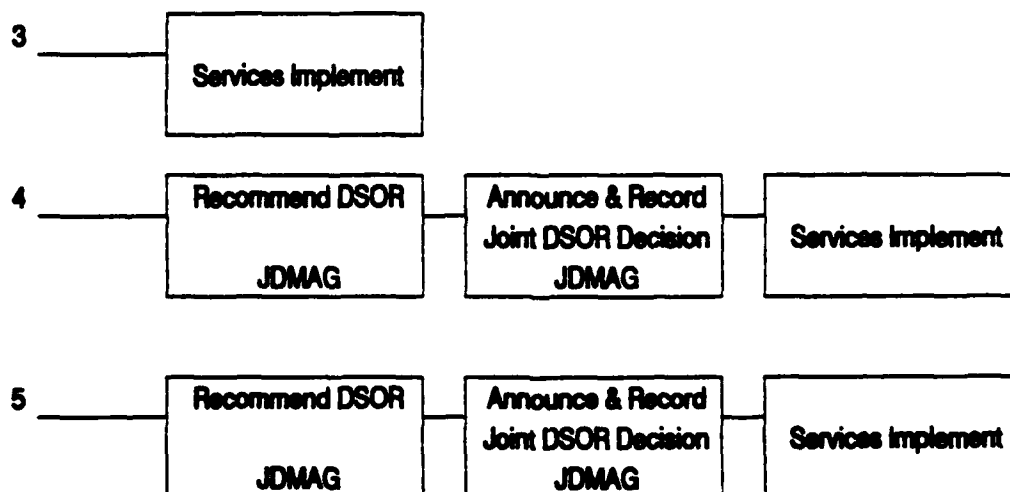 3
Services Implement
4
Recommend DSOR
JDMAG
Announce & Record
Joint DSOR Decision
JDMAG
Services Implement
5
Recommend DSOR
JDMAG
Announce & Record
Joint DSOR Decision
JDMAG
Services Implement